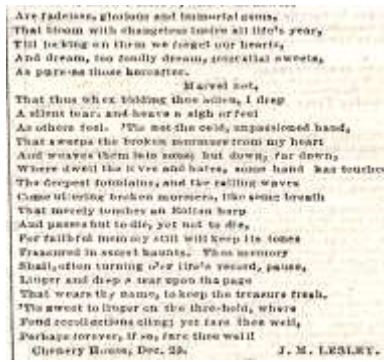 Are fadeless, glorious and immortal gems,
That bloom with changeless lustre all life's year,
Till looking on them we forget our hearts,
And dream, too fondly dream, immortal sweets,
As pure as those hereafter.
Marvel not,
That thus when bidding thee adieu, I drop
A silent tear, and heave a sigh or feel
As others feel. 'Tis not the cold, unpassioned hand,
That sweeps the broken murmurs from my heart
And weaves them into song; but down, far down,
Where dwell the loves and hates, some hand has touched
The deepest fountains, and the rolling waves
Come uttering broken murmurs, like some breath
That merely touches an Eolian harp
And passes but to die, yet not to die,
For faithful memory still will keep its tones
Treasured in secret haunts. Thus memory
Shall, often turning o'er life's record, pause,
Linger and drop a tear upon the page
That wears thy name, to keep the treasure fresh.
'Tis sweet to linger on the threshold, where
Fond recollections cling; yet fare thee well,
Perhaps forever, if so, fare thee well!
Chenery House, Dec. 25. J. M. LESLEY.